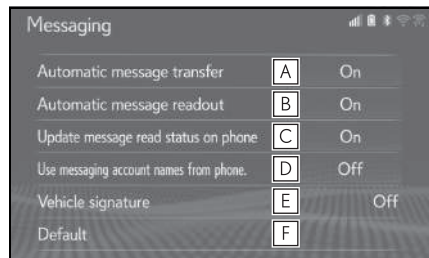 Messaging
Automatic message transfer A On
Automatic message readout B On
Update message read status on phone C On
Use messaging account names from phone. D Off
Vehicle signature E Off
Default F